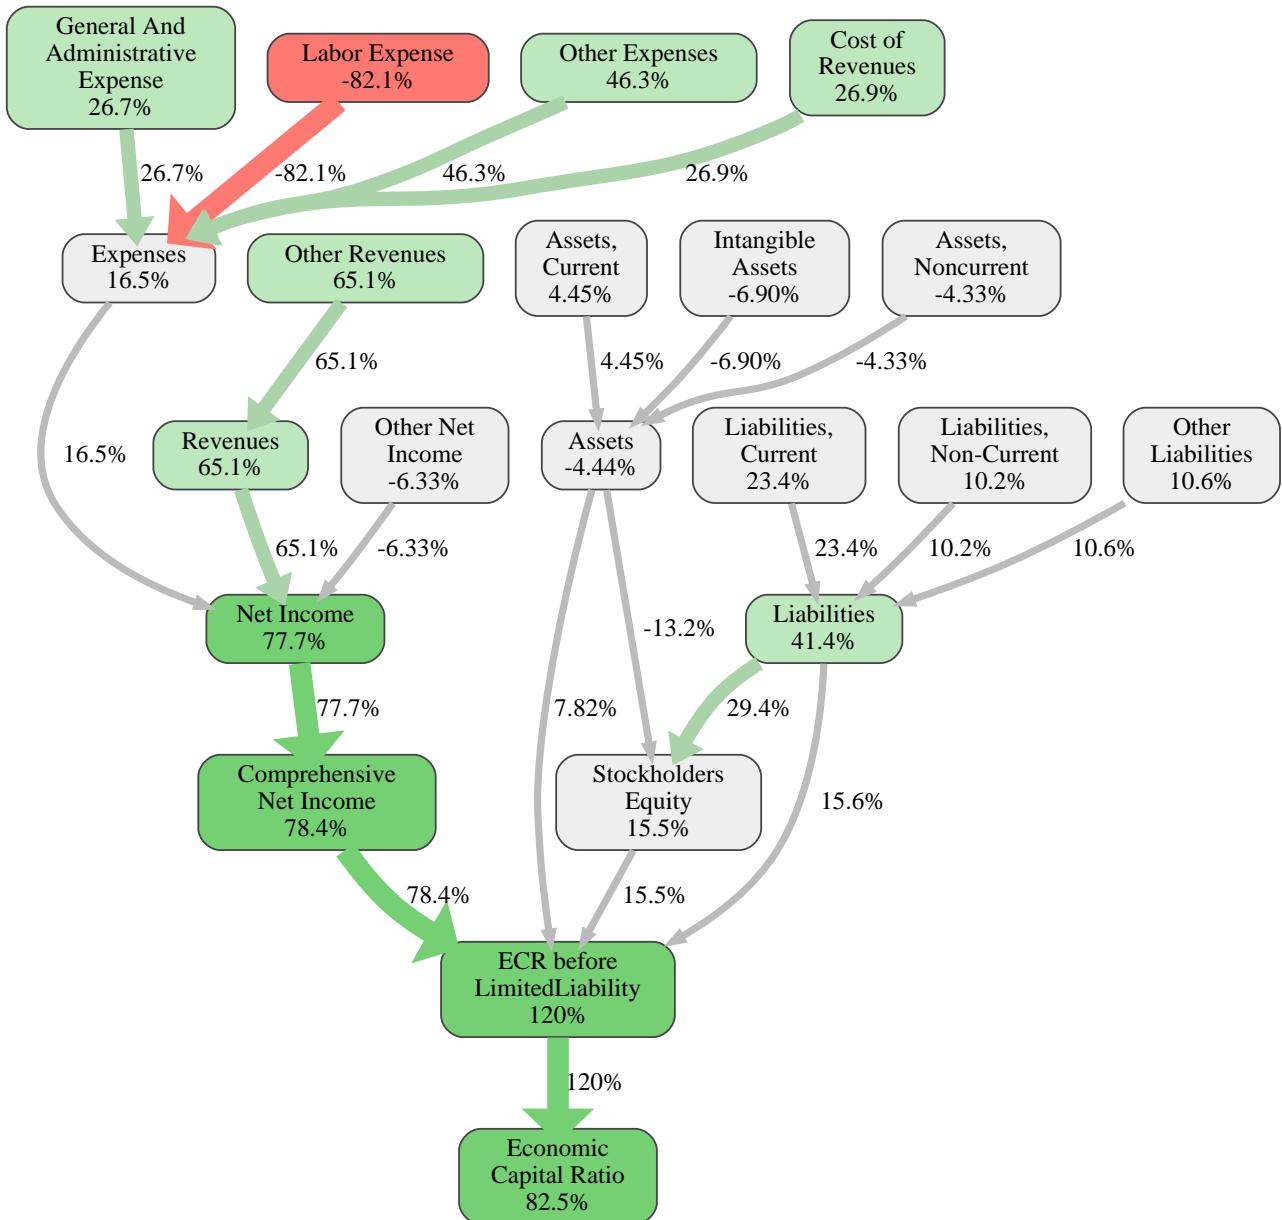 General And
Administrative
Expense
26.7%
Labor Expense
-82.1%
Other Expenses
46.3%
Cost of
Revenues
26.9%
26.7%
-82.1%
46.3%
26.9%
Expenses
16.5%
Other Revenues
65.1%
Assets,
Current
4.45%
Intangible
Assets
-6.90%
Assets,
Noncurrent
-4.33%
65.1%
4.45%
-6.90%
-4.33%
16.5%
Revenues
65.1%
Other Net
Income
-6.33%
Assets
-4.44%
Liabilities,
Current
23.4%
Liabilities,
Non-Current
10.2%
Other
Liabilities
10.6%
65.1%
-6.33%
23.4%
10.2%
10.6%
Net Income
77.7%
-13.2%
Liabilities
41.4%
77.7%
7.82%
29.4%
Comprehensive
Net Income
78.4%
Stockholders
Equity
15.5%
15.6%
78.4%
15.5%
ECR before
LimitedLiability
120%
120%
Economic
Capital Ratio
82.5%